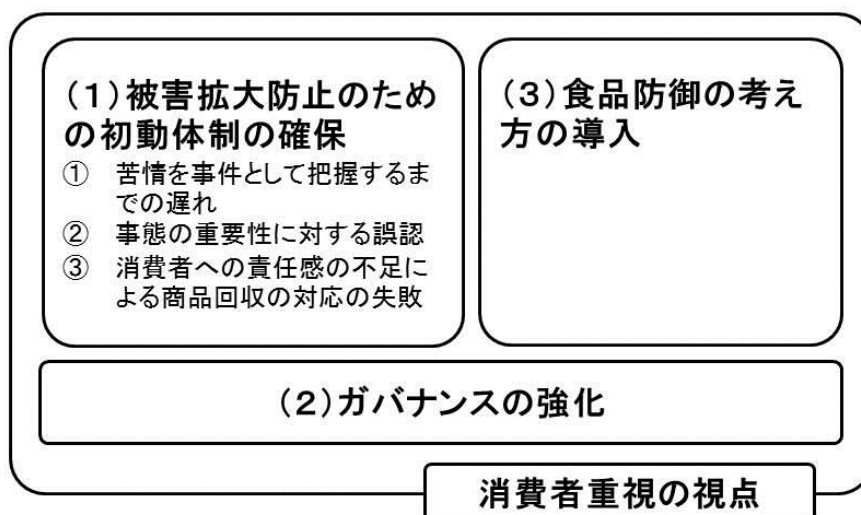 （１）被害拡大防止のため
の初動体制の確保
① 苦情を事件として把握するま
での遅れ
② 事態の重要性に対する誤認
③ 消費者への責任感の不足に
よる商品回収の対応の失敗
（３）食品防御の考え
方の導入
（２）ガバナンスの強化
消費者重視の視点